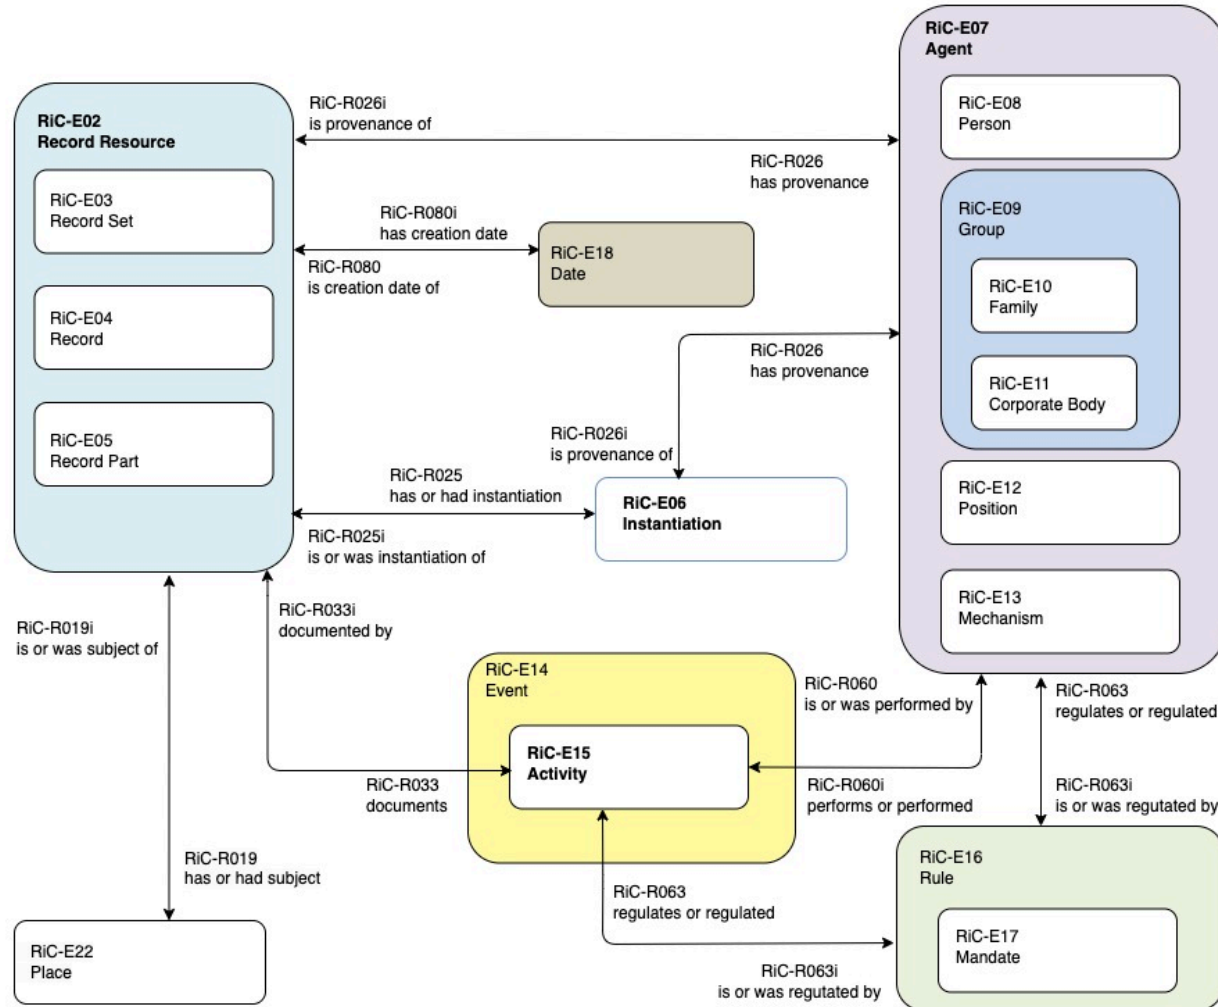 RiC-E07
Agent
RiC-E08
Person
RiC-E09
Group
RiC-E10
Family
RiC-E11
Corporate Body
RiC-E12
Position
RiC-E13
Mechanism
RiC-E02
Record Resource
RiC-E03
Record Set
RiC-E04
Record
RiC-E05
Record Part
RiC-R026i
is provenance of
RiC-R026
has provenance
RiC-R080i
has creation date
RiC-R080
is creation date of
RiC-E18
Date
RiC-R026
has provenance
RiC-R026i
is provenance of
RiC-R025
has or had instantiation
RiC-R025i
is or was instantiation of
RiC-E06
Instantiation
RiC-R019i
is or was subject of
RiC-R033i
documented by
RiC-E14
Event
RiC-E15
Activity
RiC-R033
documents
RiC-R060
is or was performed by
RiC-R060i
performs or performed
RiC-R063
regulates or regulated
RiC-R063i
is or was regutated by
RiC-E16
Rule
RiC-E17
Mandate
RiC-R063
regulates or regulated
RiC-R063i
is or was regutated by
RiC-R019
has or had subject
RiC-E22
Place